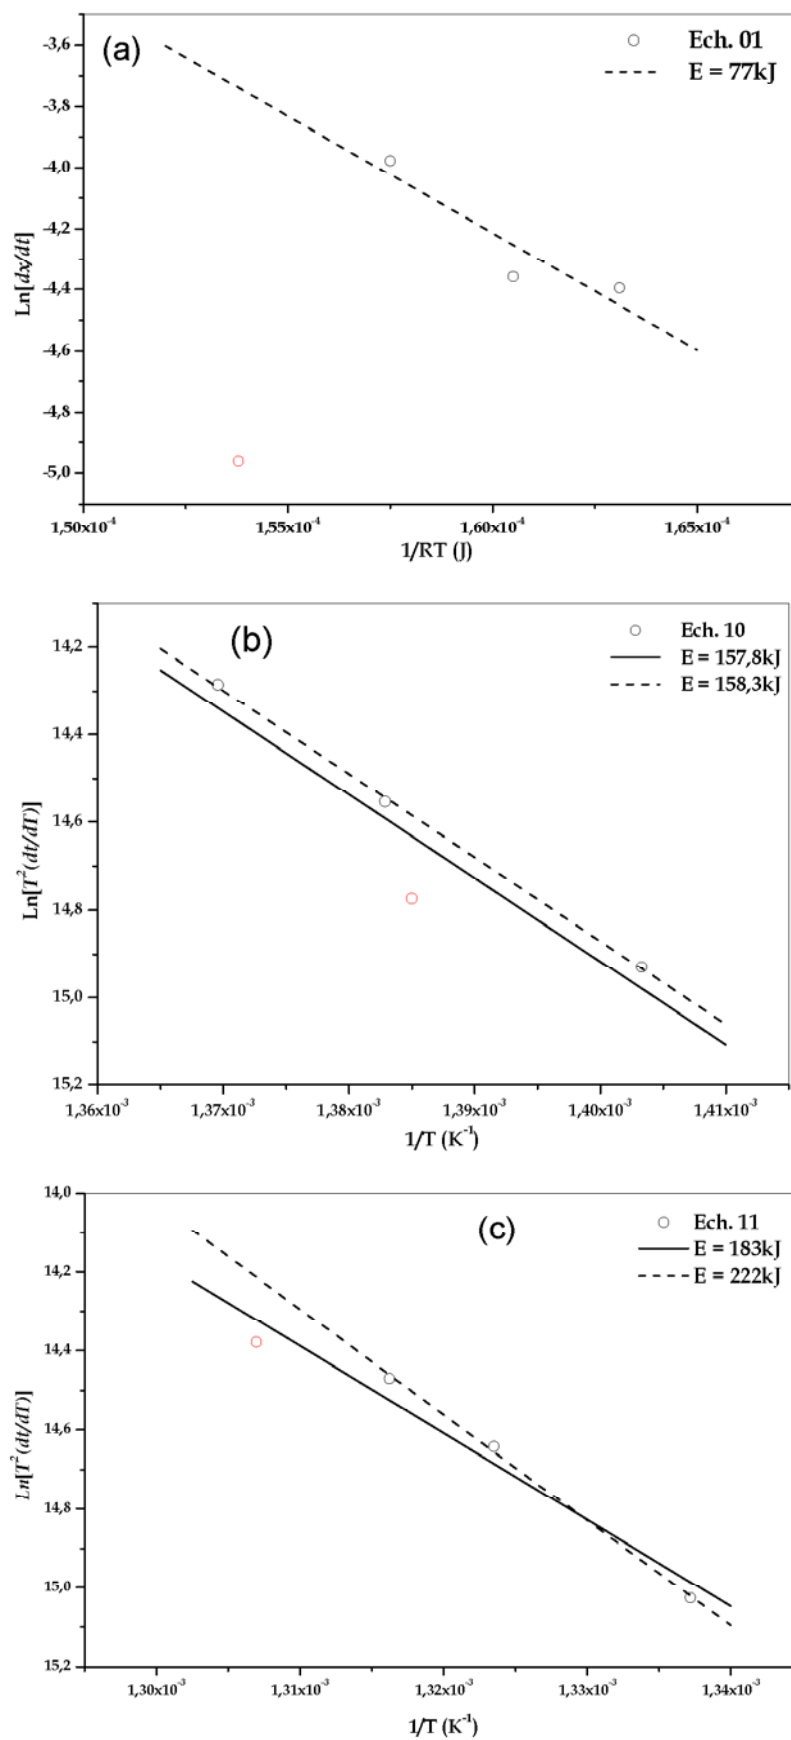 (a)
Ech. 01
E = 77kJ
-3,6
-3,8
-4,0
-4,2
-4,4
-4,6
-4,8
-5,0
Ln[dx/dt]
1,50x10⁻⁴ 1,55x10⁻⁴ 1,60x10⁻⁴ 1,65x10⁻⁴
1/RT (J)
(b)
Ech. 10
E = 157,8kJ
E = 158,3kJ
14,2
14,4
14,6
14,8
15,0
15,2
Ln[T²(dt/dT)]
1,36x10⁻³ 1,37x10⁻³ 1,38x10⁻³ 1,39x10⁻³ 1,40x10⁻³ 1,41x10⁻³
1/T (K⁻¹)
(c)
Ech. 11
E = 183kJ
E = 222kJ
14,0
14,2
14,4
14,6
14,8
15,0
15,2
Ln[T²(dt/dT)]
1,30x10⁻³ 1,31x10⁻³ 1,32x10⁻³ 1,33x10⁻³ 1,34x10⁻³
1/T (K⁻¹)